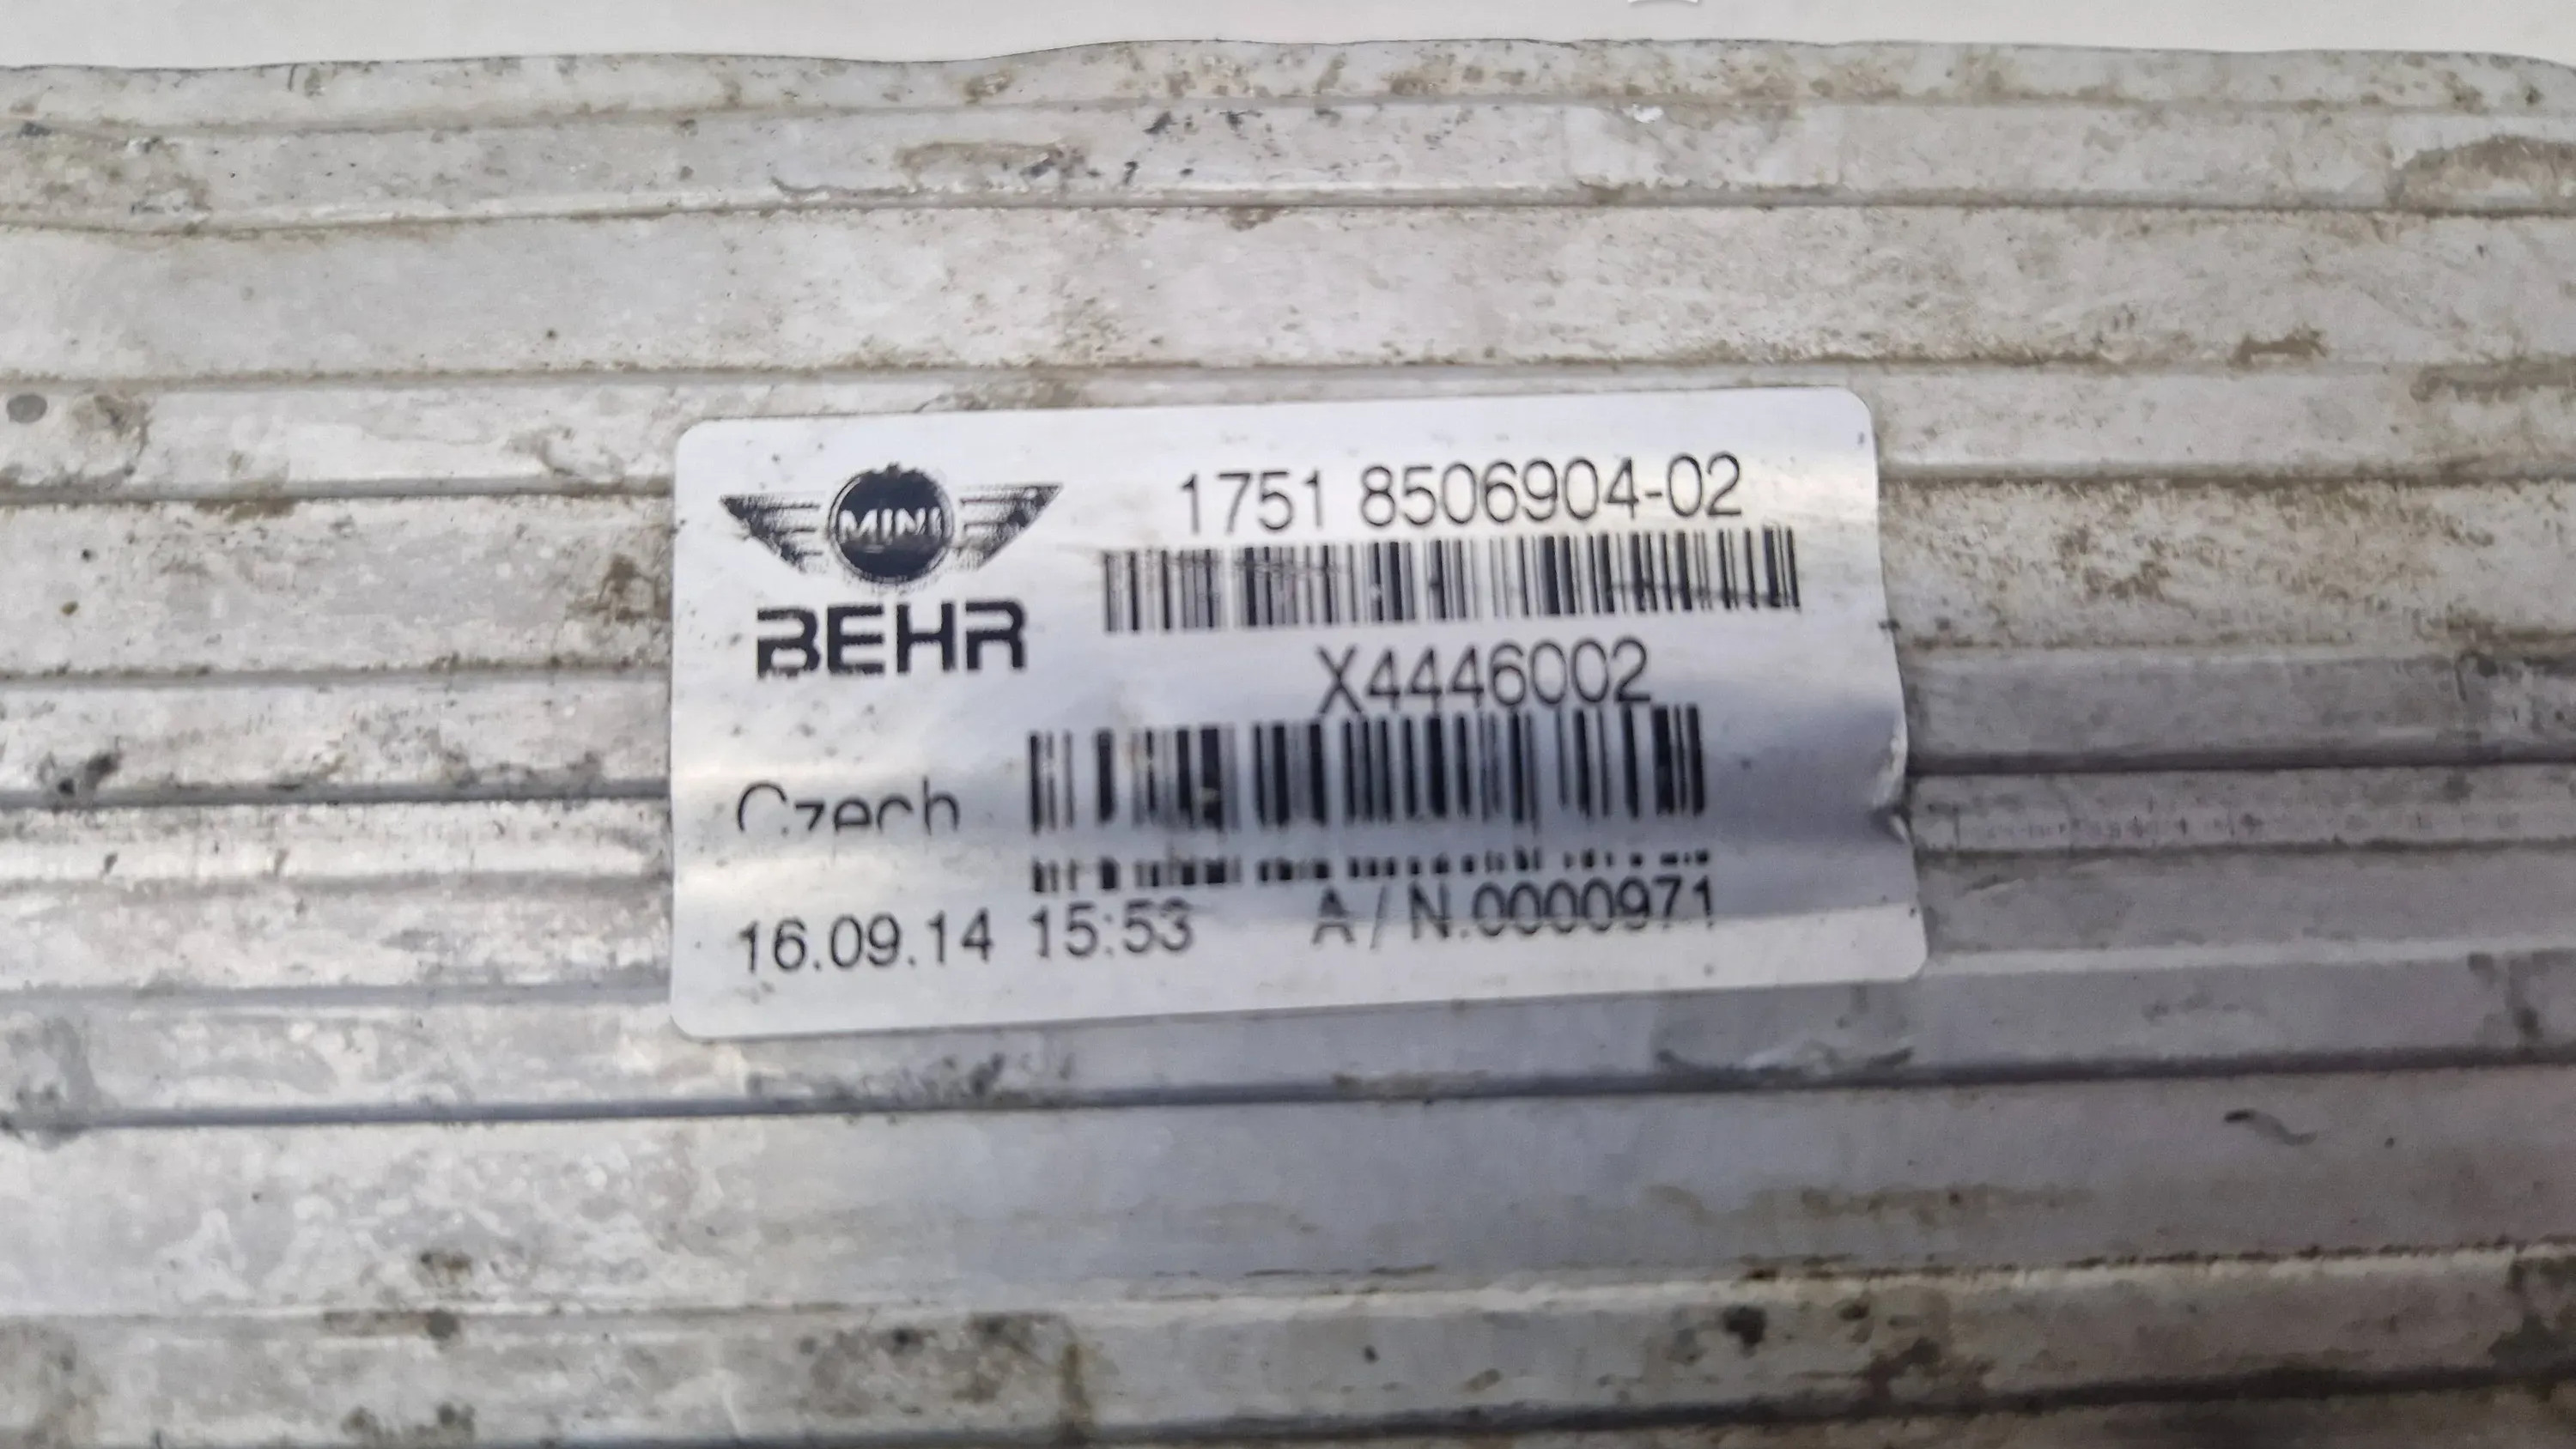 MINI
BEHR
1751 8506904-02
X4446002
Czech
16.09.14 15:53 A/N.0000971